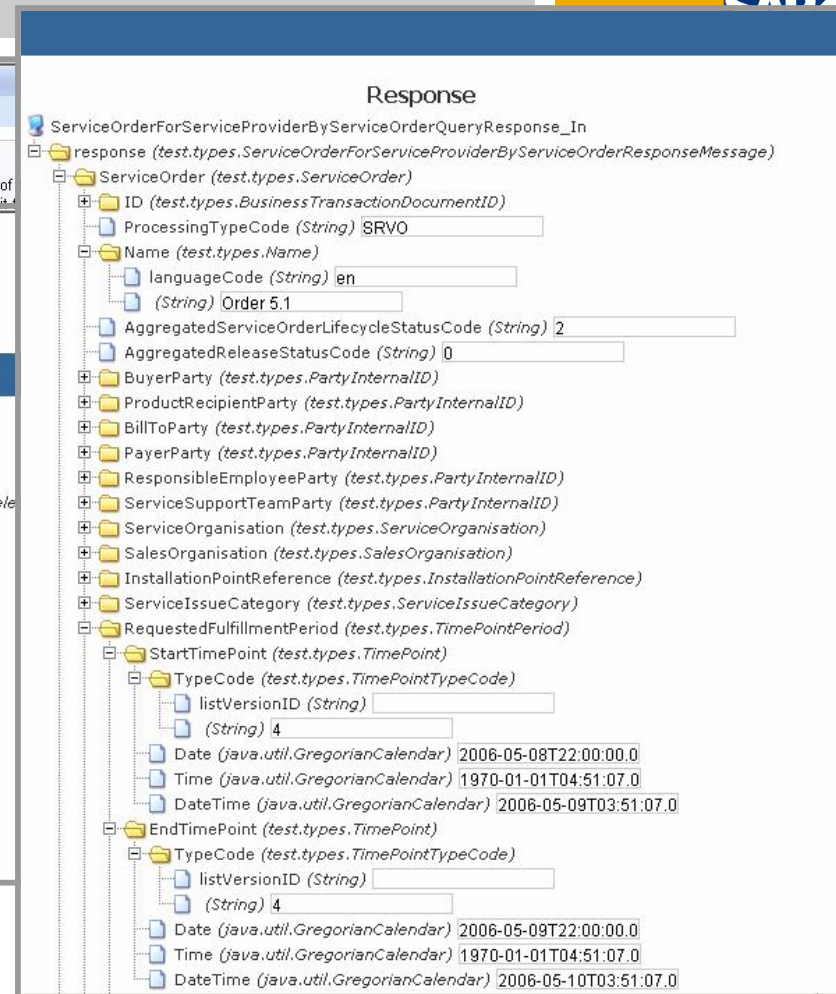 Response
ServiceOrderForServiceProviderByServiceOrderQueryResponse_In
response (test.types.ServiceOrderForServiceProviderByServiceOrderResponseMessage)
ServiceOrder (test.types.ServiceOrder)
ID (test.types.BusinessTransactionDocumentID)
ProcessingTypeCode (String) SRVO
Name (test.types.Name)
languageCode (String) en
(String) Order 5.1
AggregatedServiceOrderLifecycleStatusCode (String) 2
AggregatedReleaseStatusCode (String) 0
BuyerParty (test.types.PartyInternalID)
ProductRecipientParty (test.types.PartyInternalID)
BillToParty (test.types.PartyInternalID)
PayerParty (test.types.PartyInternalID)
ResponsibleEmployeeParty (test.types.PartyInternalID)
ServiceSupportTeamParty (test.types.PartyInternalID)
ServiceOrganisation (test.types.ServiceOrganisation)
SalesOrganisation (test.types.SalesOrganisation)
InstallationPointReference (test.types.InstallationPointReference)
ServiceIssueCategory (test.types.ServiceIssueCategory)
RequestedFulfillmentPeriod (test.types.TimePointPeriod)
StartTimePoint (test.types.TimePoint)
TypeCode (test.types.TimePointTypeCode)
listVersionID (String)
(String) 4
Date (java.util.GregorianCalendar) 2006-05-08T22:00:00.0
Time (java.util.GregorianCalendar) 1970-01-01T04:51:07.0
DateTime (java.util.GregorianCalendar) 2006-05-09T03:51:07.0
EndTimePoint (test.types.TimePoint)
TypeCode (test.types.TimePointTypeCode)
listVersionID (String)
(String) 4
Date (java.util.GregorianCalendar) 2006-05-09T22:00:00.0
Time (java.util.GregorianCalendar) 1970-01-01T04:51:07.0
DateTime (java.util.GregorianCalendar) 2006-05-10T03:51:07.0
of